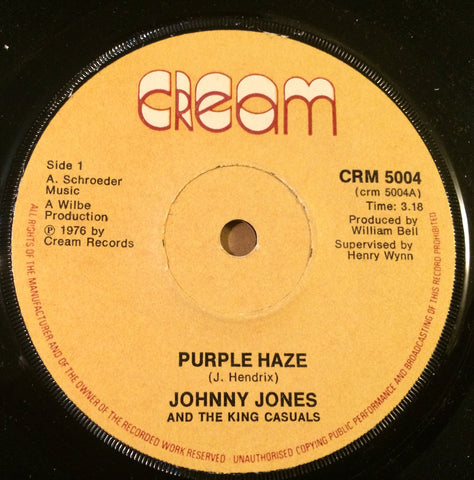 CREAM
Side 1
A. Schroeder
Music
A Wilbe
Production
℗ 1976 by
Cream Records
CRM 5004
(crm 5004A)
Time: 3.18
Produced by
William Bell
Supervised by
Henry Wynn
PURPLE HAZE
(J. Hendrix)
JOHNNY JONES
AND THE KING CASUALS
ALL RIGHTS OF THE MANUFACTURER AND OF THE OWNER OF THE RECORDED WORK RESERVED · UNAUTHORISED COPYING PUBLIC PERFORMANCE AND BROADCASTING OF THIS RECORD PROHIBITED